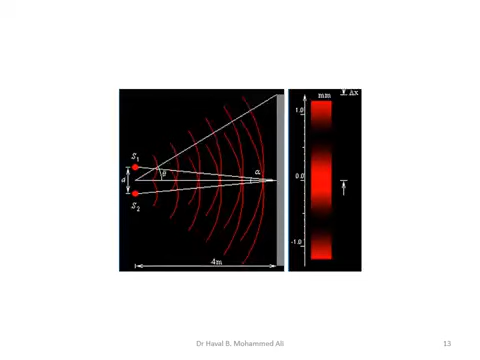 mm
Δx
1.0
S1
θ
α
0.0
d
S2
-1.0
4m
Dr Haval B. Mohammed Ali
13